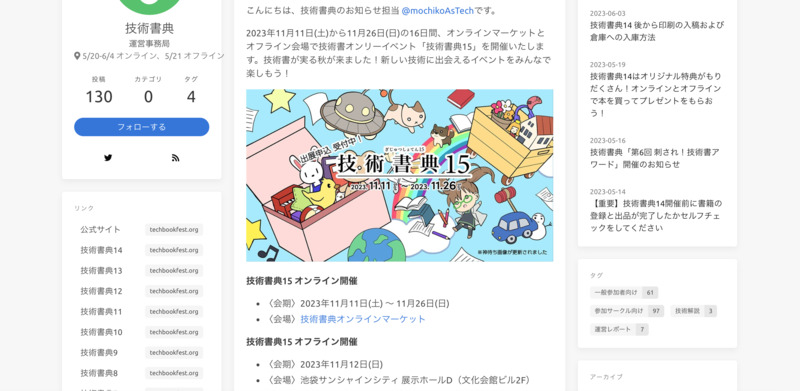 技術書典
運営事務局
5/20-6/4 オンライン、5/21 オフライン
投稿
カテゴリ
タグ
130
0
4
フォローする
リンク
公式サイト
techbookfest.org
技術書典14
techbookfest.org
技術書典13
techbookfest.org
技術書典12
techbookfest.org
技術書典11
techbookfest.org
技術書典10
techbookfest.org
技術書典9
techbookfest.org
技術書典8
techbookfest.org
こんにちは、技術書典のお知らせ担当 @mochikoAsTechです。
2023年11月11日(土)から11月26日(日)の16日間、オンラインマーケットと
オフライン会場で技術書オンリーイベント「技術書典15」を開催いたしま
す。技術書が実る秋が来ました！新しい技術に出会えるイベントをみんなで
楽しもう！
出展申込、受付中！
ぎじゅつしょてん15
技術書典15
2023.11.11(土)～2023.11.26(日)
※時待ち画像が更新されました
技術書典15 オンライン開催
• 〈会期〉2023年11月11日(土) 〜 11月26日(日)
• 〈会場〉技術書典オンラインマーケット
技術書典15 オフライン開催
• 〈会期〉2023年11月12日(日)
• 〈会場〉池袋サンシャインシティ 展示ホールD（文化会館ビル2F）
2023-06-03
技術書典14 後から印刷の入稿および
倉庫への入庫方法
2023-05-19
技術書典14はオリジナル特典がもり
だくさん！オンラインとオフライン
で本を買ってプレゼントをもらお
う！
2023-05-16
技術書典「第6回 刺され！技術書ア
ワード」開催のお知らせ
2023-05-14
【重要】技術書典14開催前に書籍の
登録と出品が完了したかセルフチェ
ックをしてください
タグ
一般参加者向け 61
参加サークル向け 97
技術解説 3
運営レポート 7
アーカイブ